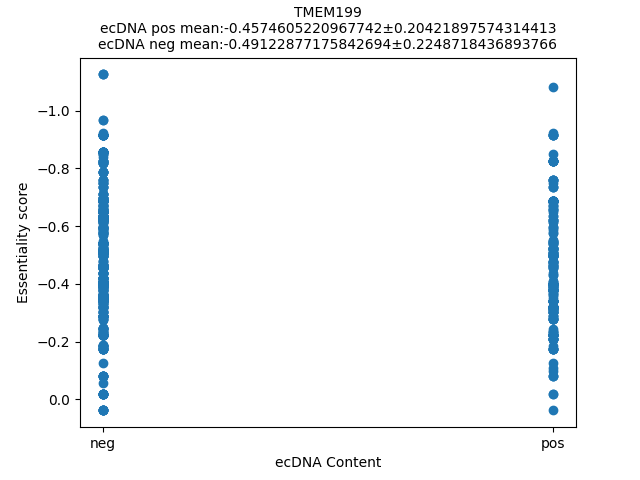 TMEM199
ecDNA pos mean:-0.4574605220967742±0.20421897574314413
ecDNA neg mean:-0.49122877175842694±0.2248718436893766
−1.0
−0.8
−0.6
−0.4
−0.2
0.0
Essentiality score
neg
pos
ecDNA Content